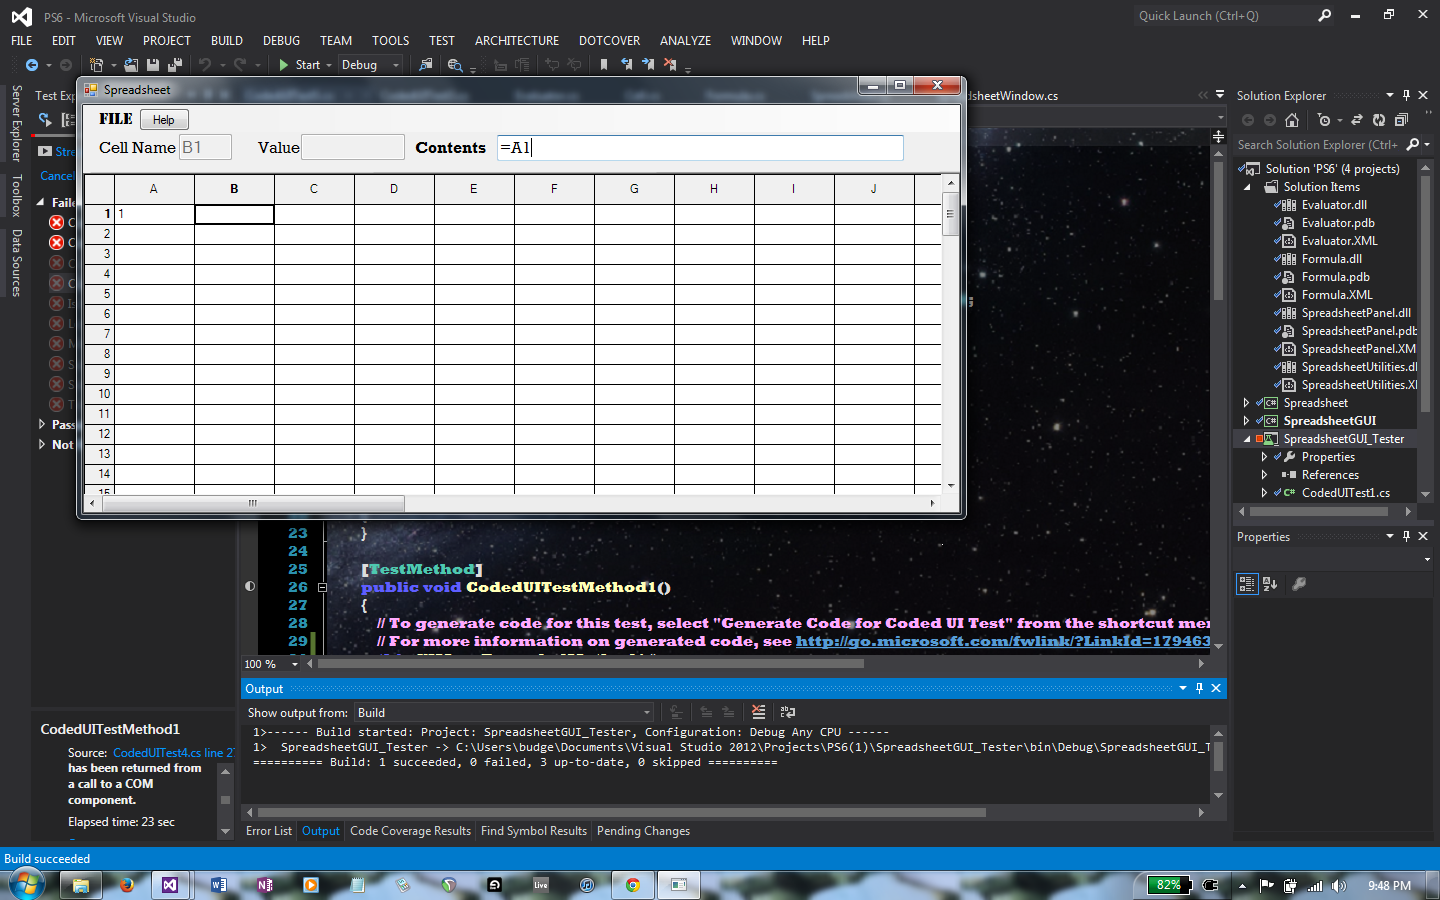 PS6 - Microsoft Visual Studio
Quick Launch (Ctrl+Q)
FILE EDIT VIEW PROJECT BUILD DEBUG TEAM TOOLS TEST ARCHITECTURE DOTCOVER ANALYZE WINDOW HELP
Start Debug
Server Explorer
Toolbox
Data Sources
Test Exp
Stre
Cancel
Faile
Pass
Not
Spreadsheet
FILE Help
Cell Name B1 Value Contents =A1
A B C D E F G H I J
1 1
2
3
4
5
6
7
8
9
10
11
12
13
14
15
dsheetWindow.cs
;
23 }
24
25 [TestMethod]
26 public void CodedUITestMethod1()
27 {
28 // To generate code for this test, select "Generate Code for Coded UI Test" from the shortcut mer
29 // For more information on generated code, see http://go.microsoft.com/fwlink/?LinkId=179463
100 %
Output
Show output from: Build
1>------ Build started: Project: SpreadsheetGUI_Tester, Configuration: Debug Any CPU ------
1>  SpreadsheetGUI_Tester -> C:\Users\budge\Documents\Visual Studio 2012\Projects\PS6(1)\SpreadsheetGUI_Tester\bin\Debug\SpreadsheetGUI_T
========== Build: 1 succeeded, 0 failed, 3 up-to-date, 0 skipped ==========
Error List Output Code Coverage Results Find Symbol Results Pending Changes
CodedUITestMethod1
Source: CodedUITest4.cs line 27
has been returned from
a call to a COM
component.
Elapsed time: 23 sec
Solution Explorer
Search Solution Explorer (Ctrl+
Solution 'PS6' (4 projects)
Solution Items
Evaluator.dll
Evaluator.pdb
Evaluator.XML
Formula.dll
Formula.pdb
Formula.XML
SpreadsheetPanel.dll
SpreadsheetPanel.pdb
SpreadsheetPanel.XM
SpreadsheetUtilities.dl
SpreadsheetUtilities.XI
Spreadsheet
SpreadsheetGUI
SpreadsheetGUI_Tester
Properties
References
CodedUITest1.cs
Properties
Build succeeded
Live
82%
9:48 PM